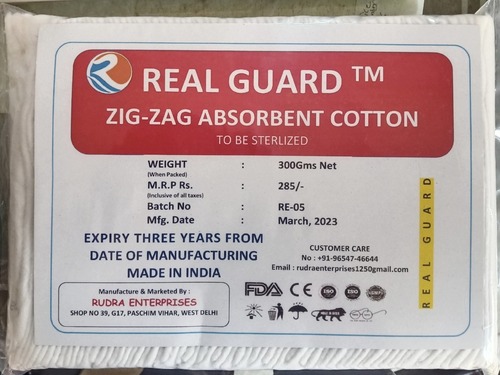 REAL GUARD ™
ZIG-ZAG ABSORBENT COTTON
TO BE STERLIZED
WEIGHT : 300Gms Net
(When Packed)
M.R.P Rs. : 285/-
(Inclusive of all taxes)
Batch No : RE-05
Mfg. Date : March, 2023
EXPIRY THREE YEARS FROM
DATE OF MANUFACTURING
MADE IN INDIA
CUSTOMER CARE
No : +91-96547-46644
Email : rudraenterprises1250gmail.com
Manufacture & Marketed By :
RUDRA ENTERPRISES
SHOP NO 39, G17, PASCHIM VIHAR, WEST DELHI
FDA CE ISO ISO
REAL GUARD